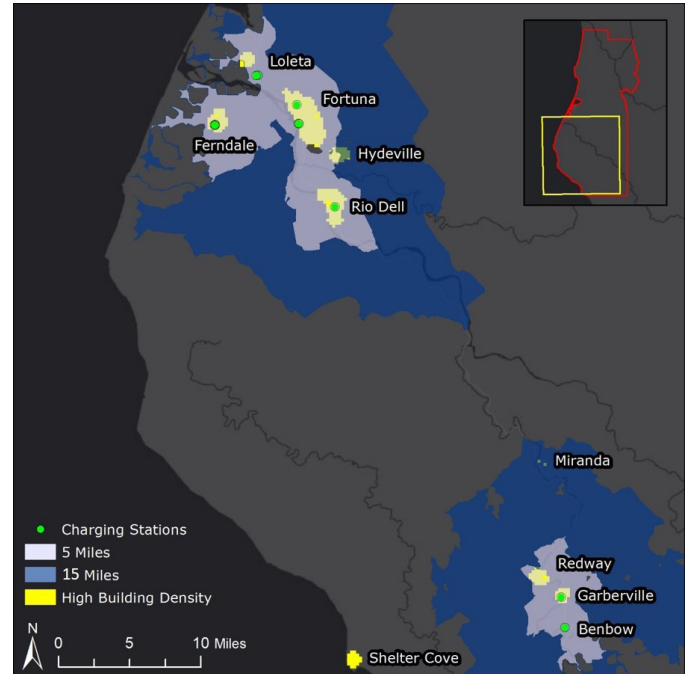 Loleta
Fortuna
Ferndale
Hydeville
Rio Dell
Miranda
Redway
Garberville
Benbow
Shelter Cove
Charging Stations
5 Miles
15 Miles
High Building Density
N
0 5 10 Miles